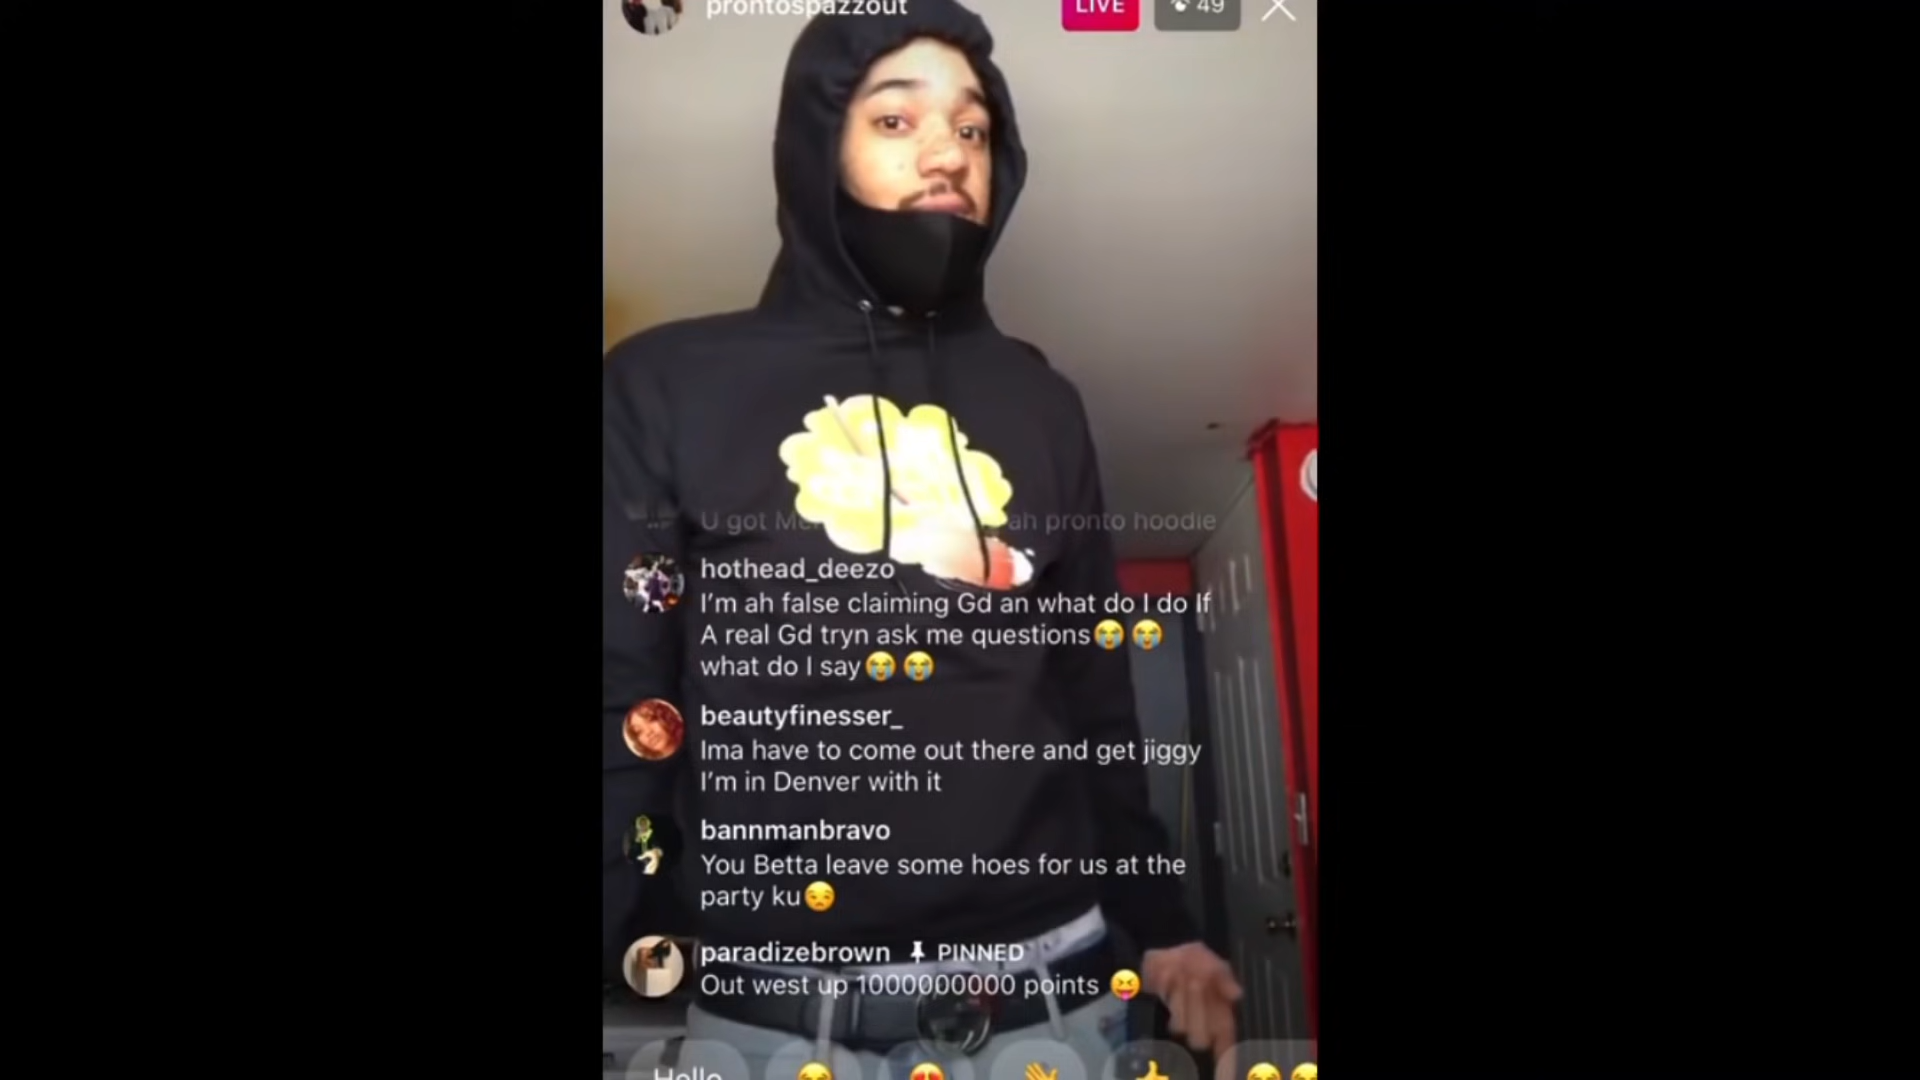 prontospazzout LIVE 49
U got Me ah pronto hoodie
hothead_deezo
I’m ah false claiming Gd an what do I do If
A real Gd tryn ask me questions😭😭
what do I say😭😭
beautyfinesser_
Ima have to come out there and get jiggy
I’m in Denver with it
bannmanbravo
You Betta leave some hoes for us at the
party ku😒
paradizebrown PINNED
Out west up 1000000000 points 😝
Hello